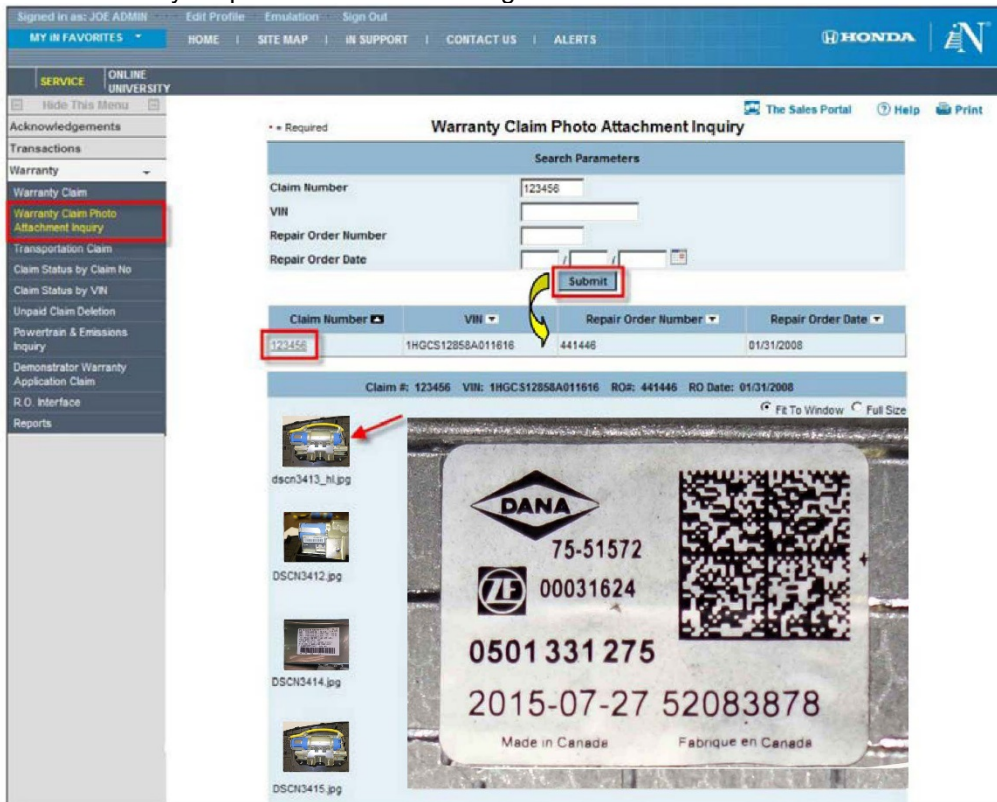 Signed in as: JOE ADMIN Edit Profile Emulation Sign Out
MY iN FAVORITES HOME | SITE MAP | iN SUPPORT | CONTACT US | ALERTS HONDA iN
SERVICE ONLINE UNIVERSITY
Hide This Menu
Acknowledgements
Transactions
Warranty
Warranty Claim
Warranty Claim Photo
Attachment Inquiry
Transportation Claim
Claim Status by Claim No
Claim Status by VIN
Unpaid Claim Deletion
Powertrain & Emissions
Inquiry
Demonstrator Warranty
Application Claim
R.O. Interface
Reports
The Sales Portal Help Print
• = Required Warranty Claim Photo Attachment Inquiry
Search Parameters
Claim Number 123456
VIN
Repair Order Number
Repair Order Date / /
Submit
Claim Number VIN Repair Order Number Repair Order Date
123456 1HGCS12858A011616 441446 01/31/2008
Claim #: 123456 VIN: 1HGCS12858A011616 RO#: 441446 RO Date: 01/31/2008
Fit To Window Full Size
dscn3413_hl.jpg
DSCN3412.jpg
DSCN3414.jpg
DSCN3415.jpg
DANA
75-51572
ZF 00031624
0501 331 275
2015-07-27 52083878
Made in Canada Fabrique en Canada